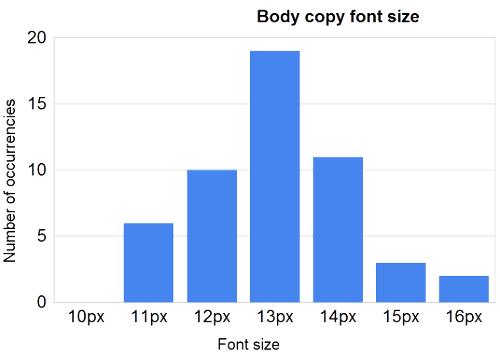 Body copy font size
Number of occurrencies
20
15
10
5
0
10px 11px 12px 13px 14px 15px 16px
Font size